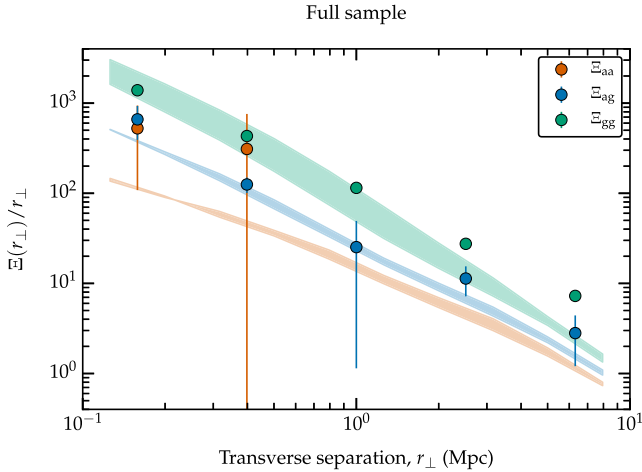 Full sample
Ξaa
Ξag
Ξgg
10³
10²
10¹
10⁰
Ξ(r⊥)/r⊥
10⁻¹ 10⁰ 10¹
Transverse separation, r⊥ (Mpc)